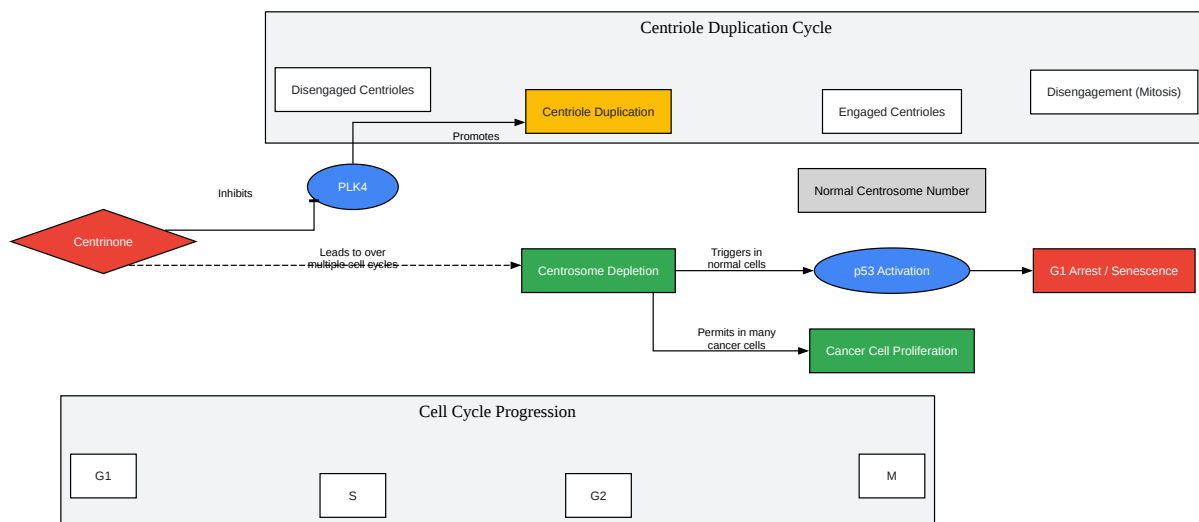 Centriole Duplication Cycle
Disengaged Centrioles
Centriole Duplication
Engaged Centrioles
Disengagement (Mitosis)
Promotes
Inhibits
PLK4
Normal Centrosome Number
Centrinone
Leads to over
multiple cell cycles
Centrosome Depletion
Triggers in
normal cells
p53 Activation
G1 Arrest / Senescence
Permits in many
cancer cells
Cancer Cell Proliferation
Cell Cycle Progression
G1
S
G2
M